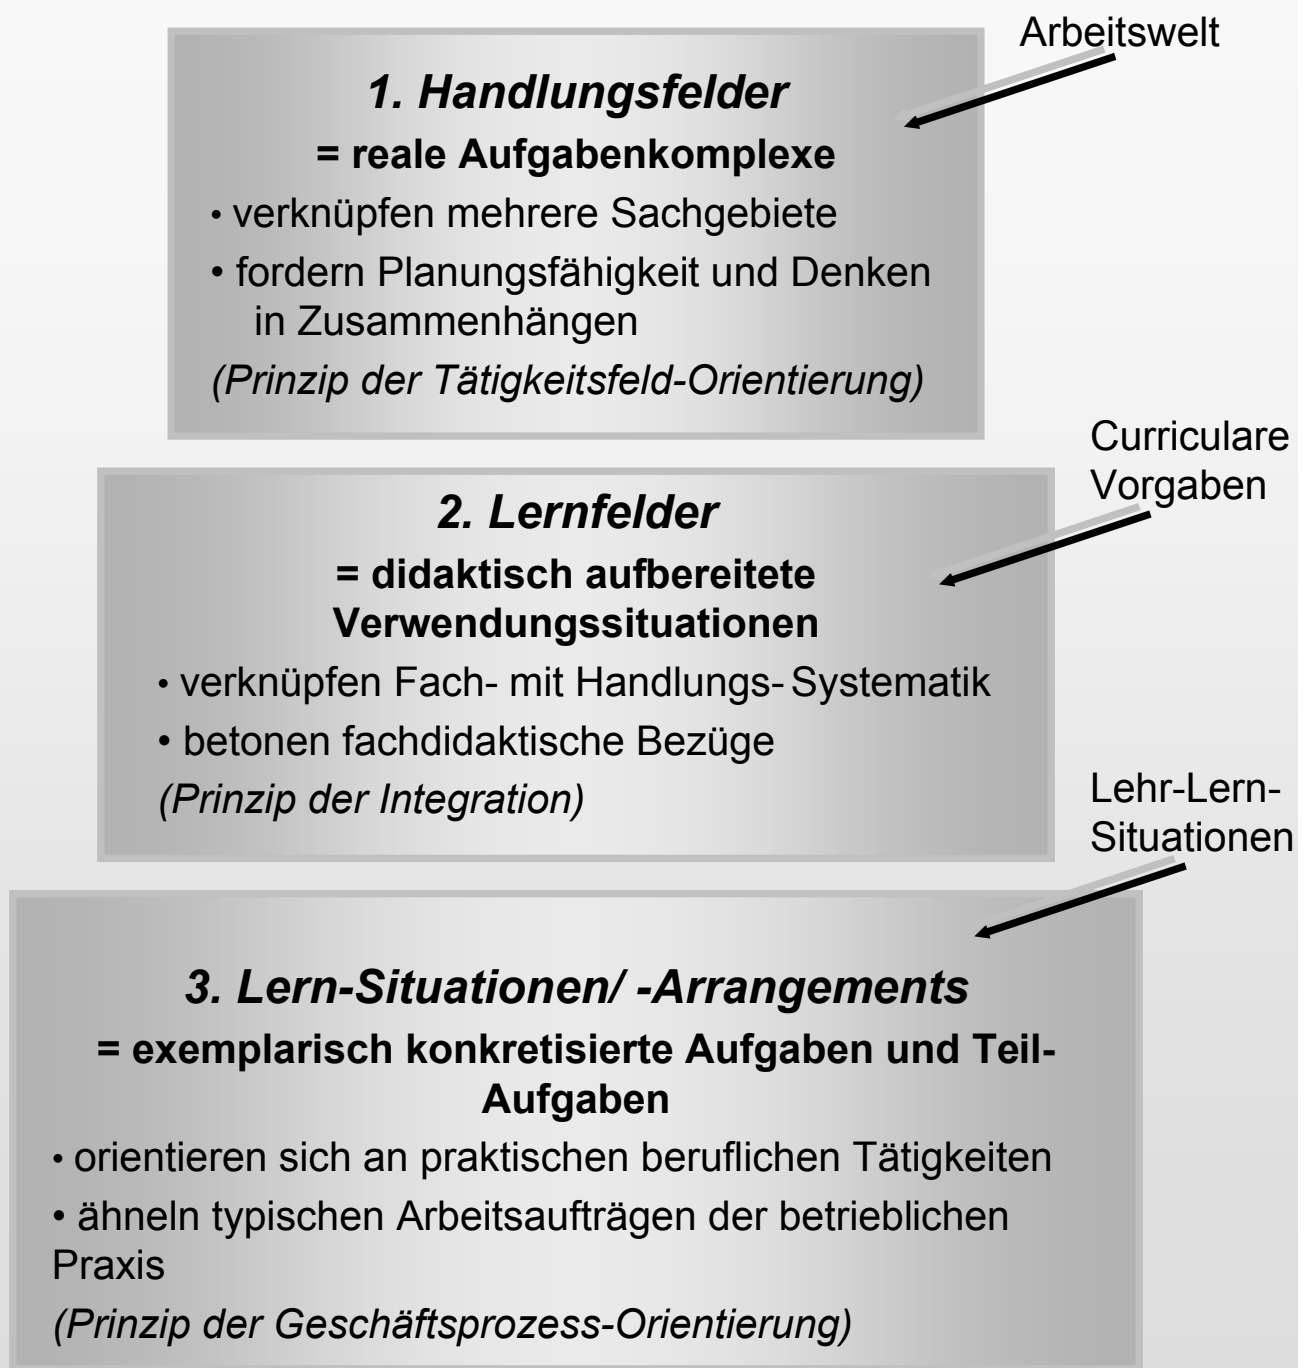 Arbeitswelt
1. Handlungsfelder
= reale Aufgabenkomplexe
• verknüpfen mehrere Sachgebiete
• fordern Planungsfähigkeit und Denken
in Zusammenhängen
(Prinzip der Tätigkeitsfeld-Orientierung)
Curriculare
Vorgaben
2. Lernfelder
= didaktisch aufbereitete
Verwendungssituationen
• verknüpfen Fach- mit Handlungs-Systematik
• betonen fachdidaktische Bezüge
(Prinzip der Integration)
Lehr-Lern-
Situationen
3. Lern-Situationen/ -Arrangements
= exemplarisch konkretisierte Aufgaben und Teil-
Aufgaben
• orientieren sich an praktischen beruflichen Tätigkeiten
• ähneln typischen Arbeitsaufträgen der betrieblichen
Praxis
(Prinzip der Geschäftsprozess-Orientierung)